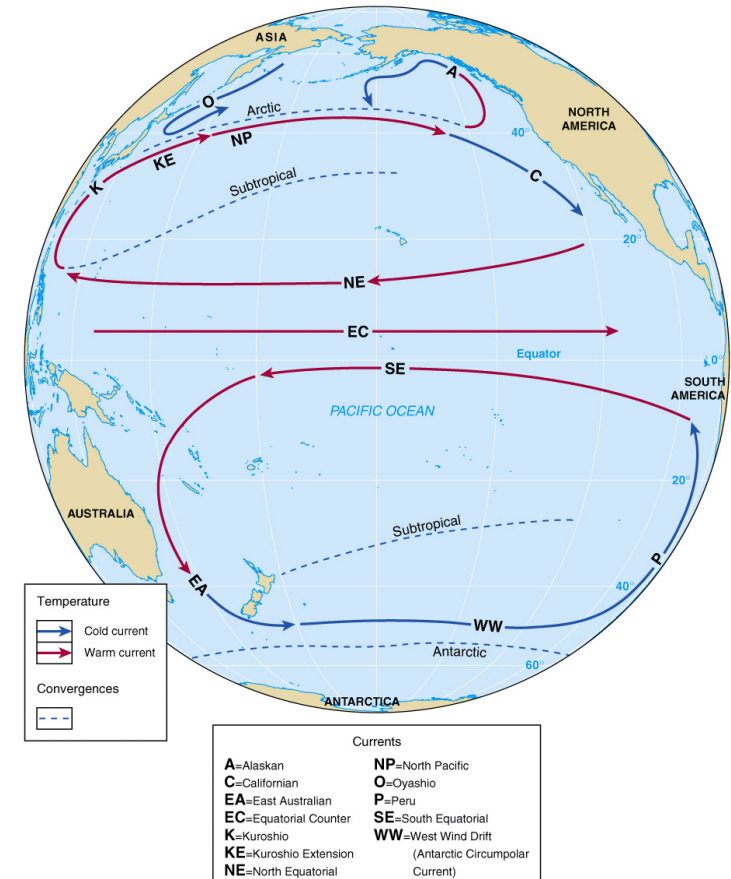 ASIA
O
A
Arctic
NORTH
AMERICA
NP
40°
KE
C
K
Subtropical
20°
NE
EC
Equator
0°
SE
SOUTH
AMERICA
PACIFIC OCEAN
20°
AUSTRALIA
Subtropical
P
EA
40°
WW
Antarctic
60°
ANTARCTICA
Temperature
Cold current
Warm current
Convergences
Currents
A=Alaskan
C=Californian
EA=East Australian
EC=Equatorial Counter
K=Kuroshio
KE=Kuroshio Extension
NE=North Equatorial
NP=North Pacific
O=Oyashio
P=Peru
SE=South Equatorial
WW=West Wind Drift
(Antarctic Circumpolar
Current)